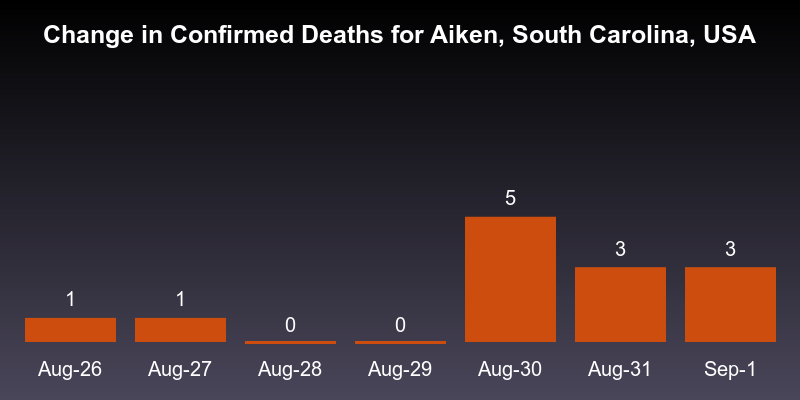 Change in Confirmed Deaths for Aiken, South Carolina, USA
5
3 3
1 1
0 0
Aug-26 Aug-27 Aug-28 Aug-29 Aug-30 Aug-31 Sep-1